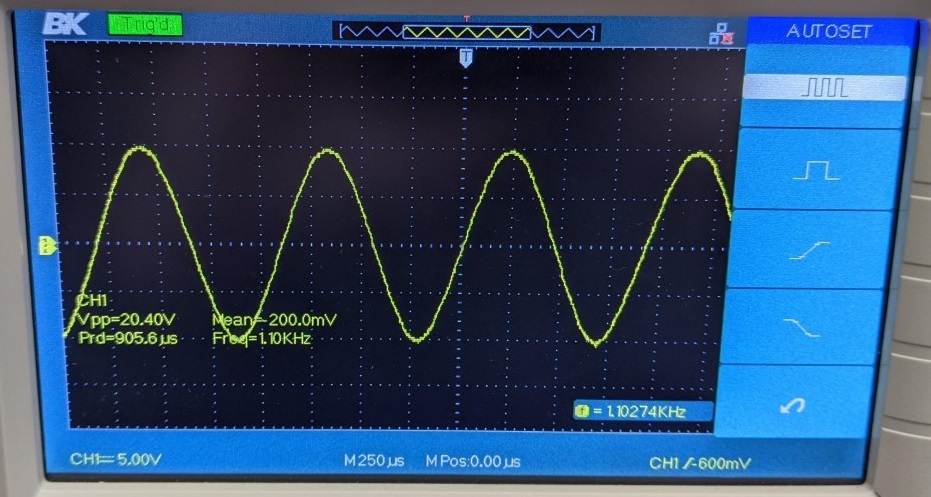 BK Trig'd T AUTOSET
T
CH1
Vpp=20.40V Mean=-200.0mV
Prd=905.6µs Freq=1.10KHz
f = 1.10274KHz
CH1 5.00V M 250µs M Pos:0.00µs CH1 -600mV